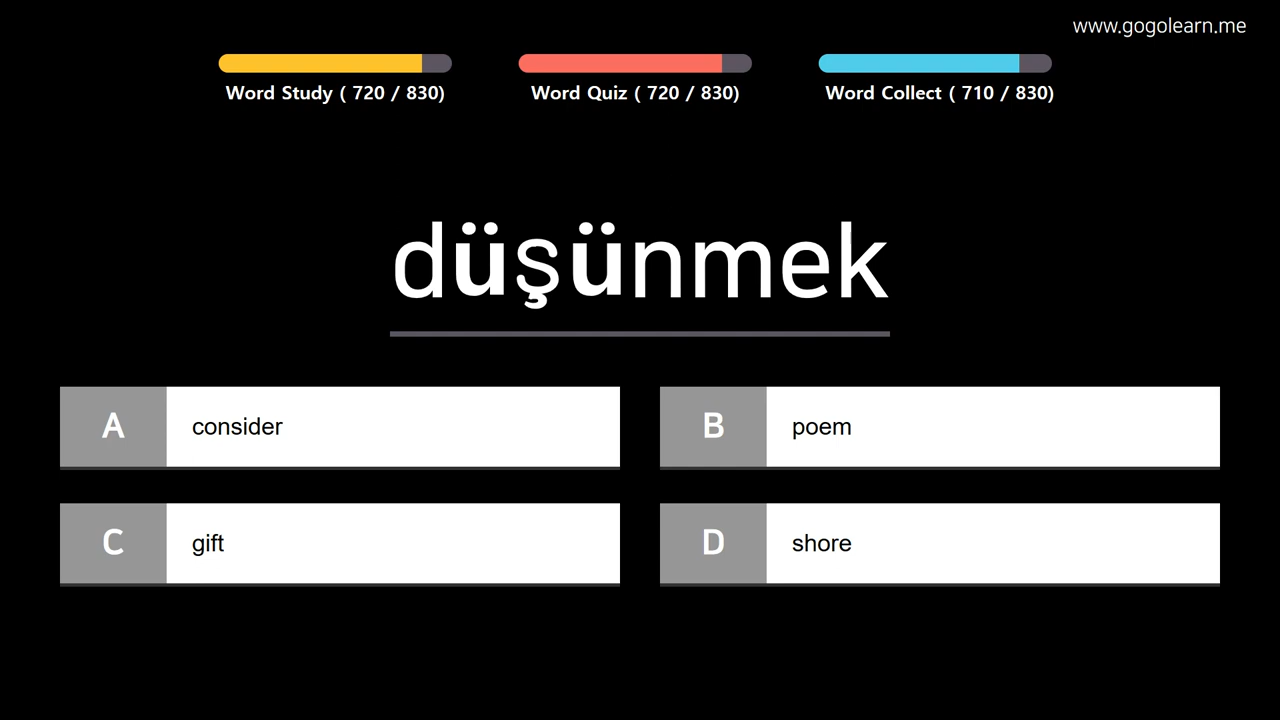 www.gogolearn.me
Word Study ( 720 / 830)
Word Quiz ( 720 / 830)
Word Collect ( 710 / 830)
düşünmek
A consider
B poem
C gift
D shore